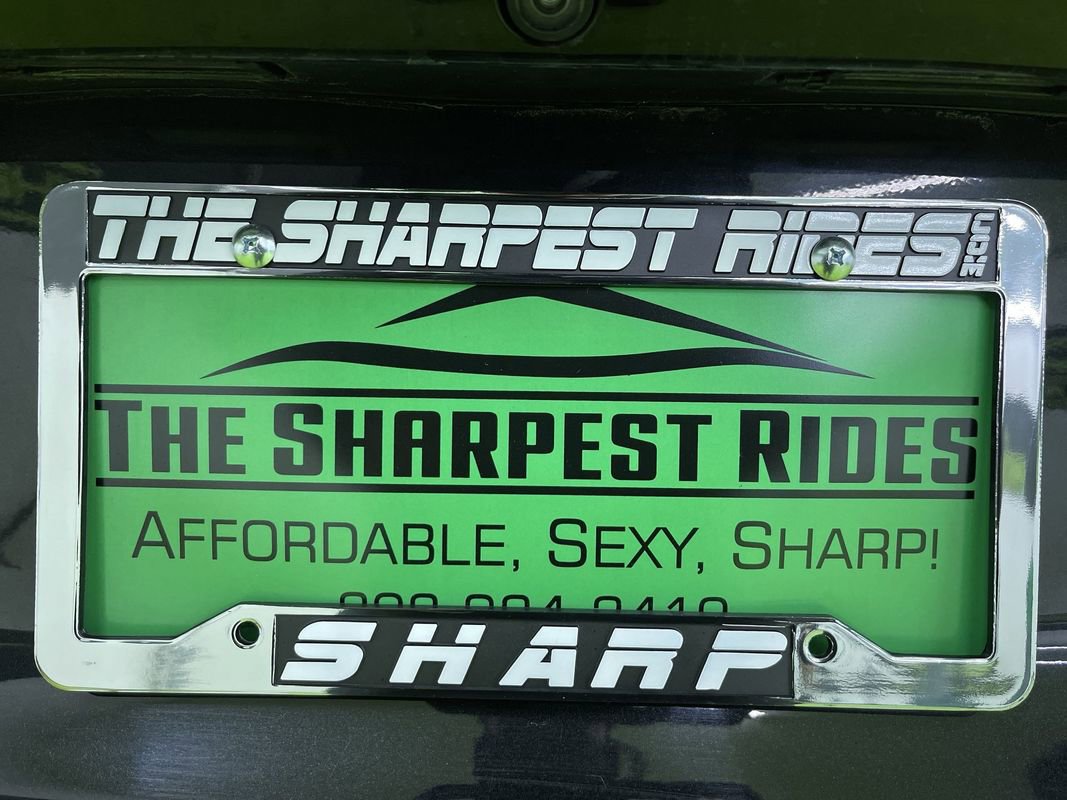 THE SHARPEST RIDES.COM
THE SHARPEST RIDES
AFFORDABLE, SEXY, SHARP!
SHARP